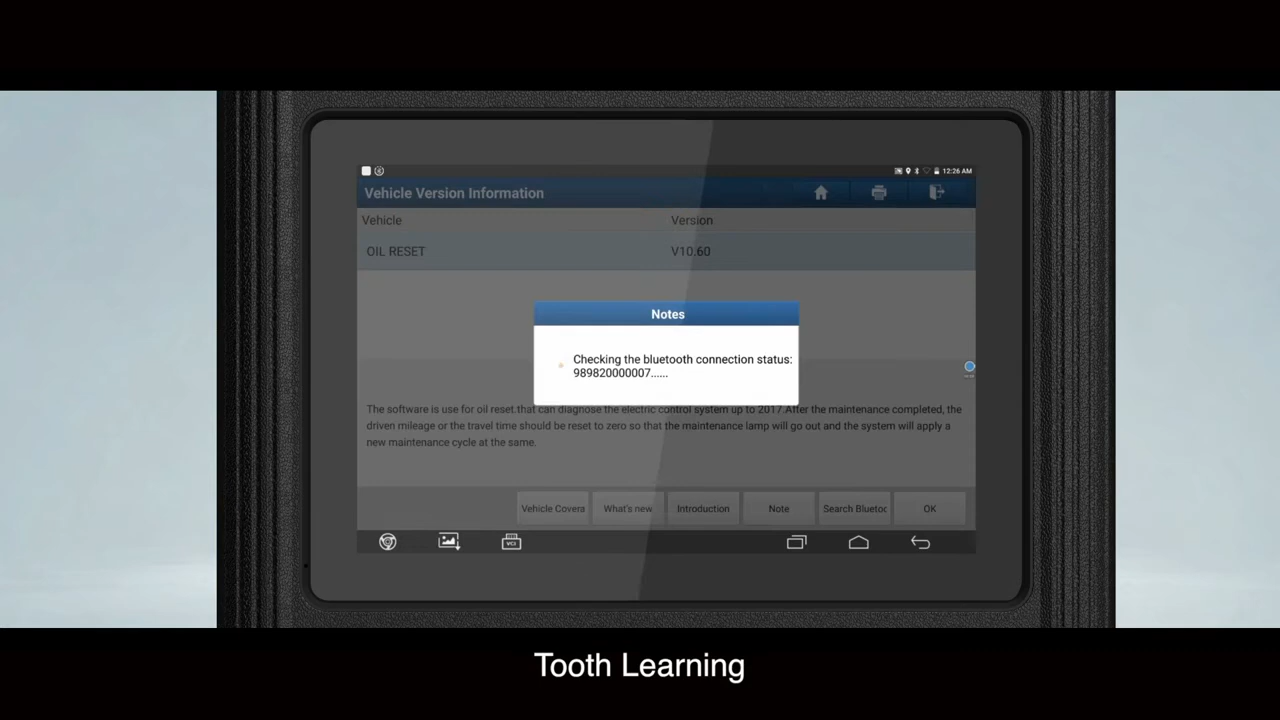 12:26 AM
Vehicle Version Information
Vehicle Version
OIL RESET V10.60
Notes
Checking the bluetooth connection status:
989820000007......
The software is use for oil reset.that can diagnose the electric control system up to 2017.After the maintenance completed, the
driven mileage or the travel time should be reset to zero so that the maintenance lamp will go out and the system will apply a
new maintenance cycle at the same.
Vehicle Covera What's new Introduction Note Search Bluetoc OK
VCI
Tooth Learning